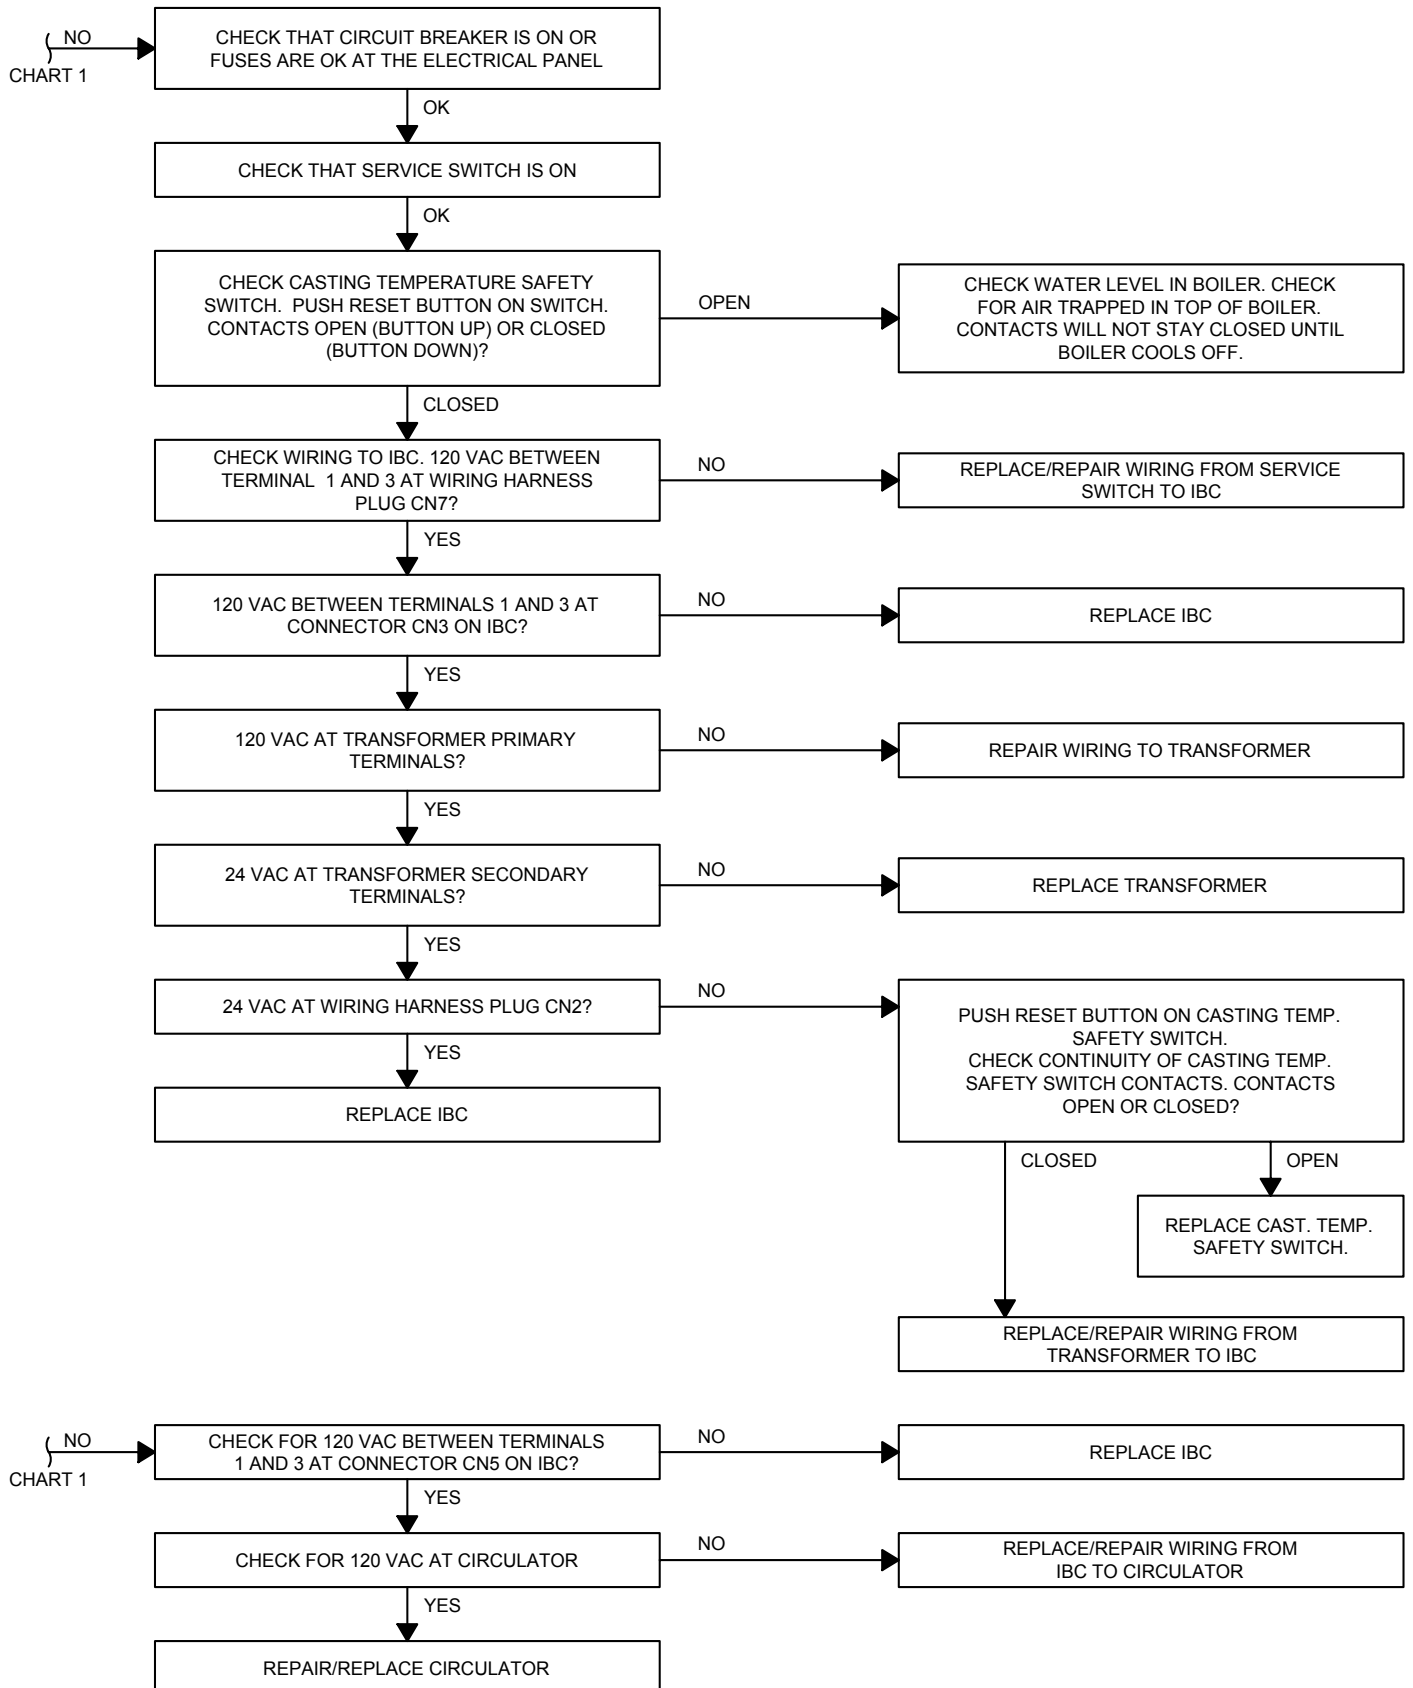 NO
CHART 1
CHECK THAT CIRCUIT BREAKER IS ON OR
FUSES ARE OK AT THE ELECTRICAL PANEL
OK
CHECK THAT SERVICE SWITCH IS ON
OK
CHECK CASTING TEMPERATURE SAFETY
SWITCH. PUSH RESET BUTTON ON SWITCH.
CONTACTS OPEN (BUTTON UP) OR CLOSED
(BUTTON DOWN)?
OPEN
CHECK WATER LEVEL IN BOILER. CHECK
FOR AIR TRAPPED IN TOP OF BOILER.
CONTACTS WILL NOT STAY CLOSED UNTIL
BOILER COOLS OFF.
CLOSED
CHECK WIRING TO IBC. 120 VAC BETWEEN
TERMINAL 1 AND 3 AT WIRING HARNESS
PLUG CN7?
NO
REPLACE/REPAIR WIRING FROM SERVICE
SWITCH TO IBC
YES
120 VAC BETWEEN TERMINALS 1 AND 3 AT
CONNECTOR CN3 ON IBC?
NO
REPLACE IBC
YES
120 VAC AT TRANSFORMER PRIMARY
TERMINALS?
NO
REPAIR WIRING TO TRANSFORMER
YES
24 VAC AT TRANSFORMER SECONDARY
TERMINALS?
NO
REPLACE TRANSFORMER
YES
24 VAC AT WIRING HARNESS PLUG CN2?
NO
PUSH RESET BUTTON ON CASTING TEMP.
SAFETY SWITCH.
CHECK CONTINUITY OF CASTING TEMP.
SAFETY SWITCH CONTACTS. CONTACTS
OPEN OR CLOSED?
YES
REPLACE IBC
CLOSED
OPEN
REPLACE CAST. TEMP.
SAFETY SWITCH.
REPLACE/REPAIR WIRING FROM
TRANSFORMER TO IBC
NO
CHART 1
CHECK FOR 120 VAC BETWEEN TERMINALS
1 AND 3 AT CONNECTOR CN5 ON IBC?
NO
REPLACE IBC
YES
CHECK FOR 120 VAC AT CIRCULATOR
NO
REPLACE/REPAIR WIRING FROM
IBC TO CIRCULATOR
YES
REPAIR/REPLACE CIRCULATOR